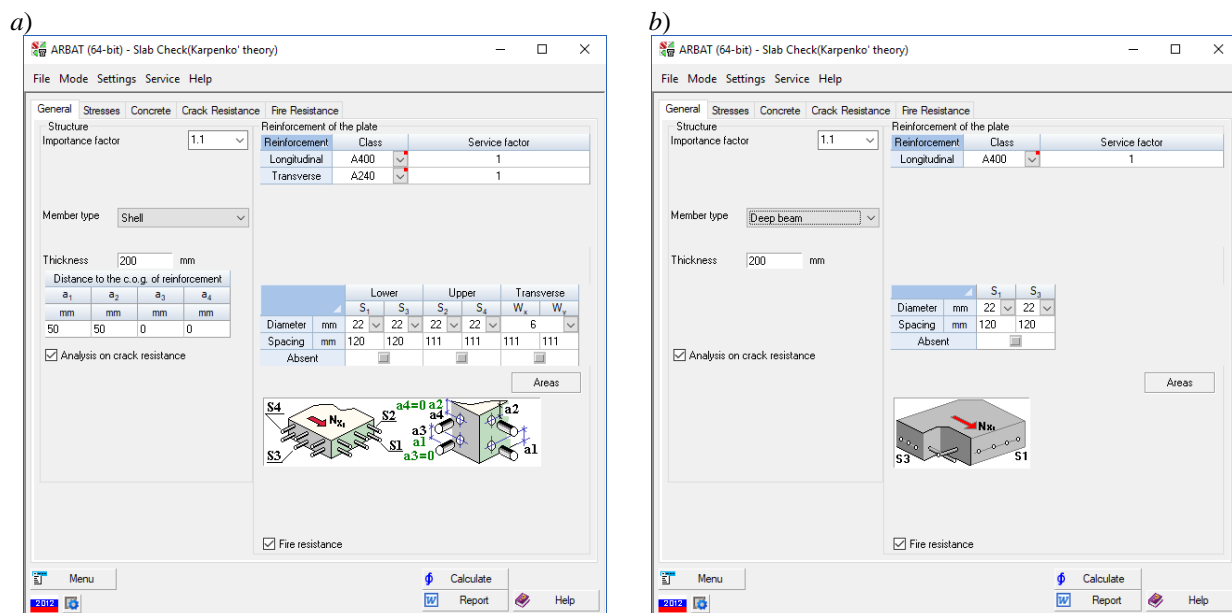 a)
ARBAT (64-bit) - Slab Check(Karpenko' theory)
File Mode Settings Service Help
General Stresses Concrete Crack Resistance Fire Resistance
Structure
Importance factor 1.1
Member type Shell
Thickness 200 mm
Distance to the c.o.g. of reinforcement
a1 a2 a3 a4
mm mm mm mm
50 50 0 0
Analysis on crack resistance
Reinforcement of the plate
Reinforcement Class Service factor
Longitudinal A400 1
Transverse A240 1
Lower Upper Transverse
S1 S3 S2 S4 Wx Wy
Diameter mm 22 22 22 22 6
Spacing mm 120 120 111 111 111 111
Absent
Areas
S4 NX1 S2 S1 S3
a4=0 a2 a4 a3 a1 a3=0 a2 a1
Fire resistance
Menu
Calculate
2012
Report
Help
b)
ARBAT (64-bit) - Slab Check(Karpenko' theory)
File Mode Settings Service Help
General Stresses Concrete Crack Resistance Fire Resistance
Structure
Importance factor 1.1
Member type Deep beam
Thickness 200 mm
Analysis on crack resistance
Reinforcement of the plate
Reinforcement Class Service factor
Longitudinal A400 1
S1 S3
Diameter mm 22 22
Spacing mm 120 120
Absent
Areas
NX1
S3 S1
Fire resistance
Menu
Calculate
2012
Report
Help